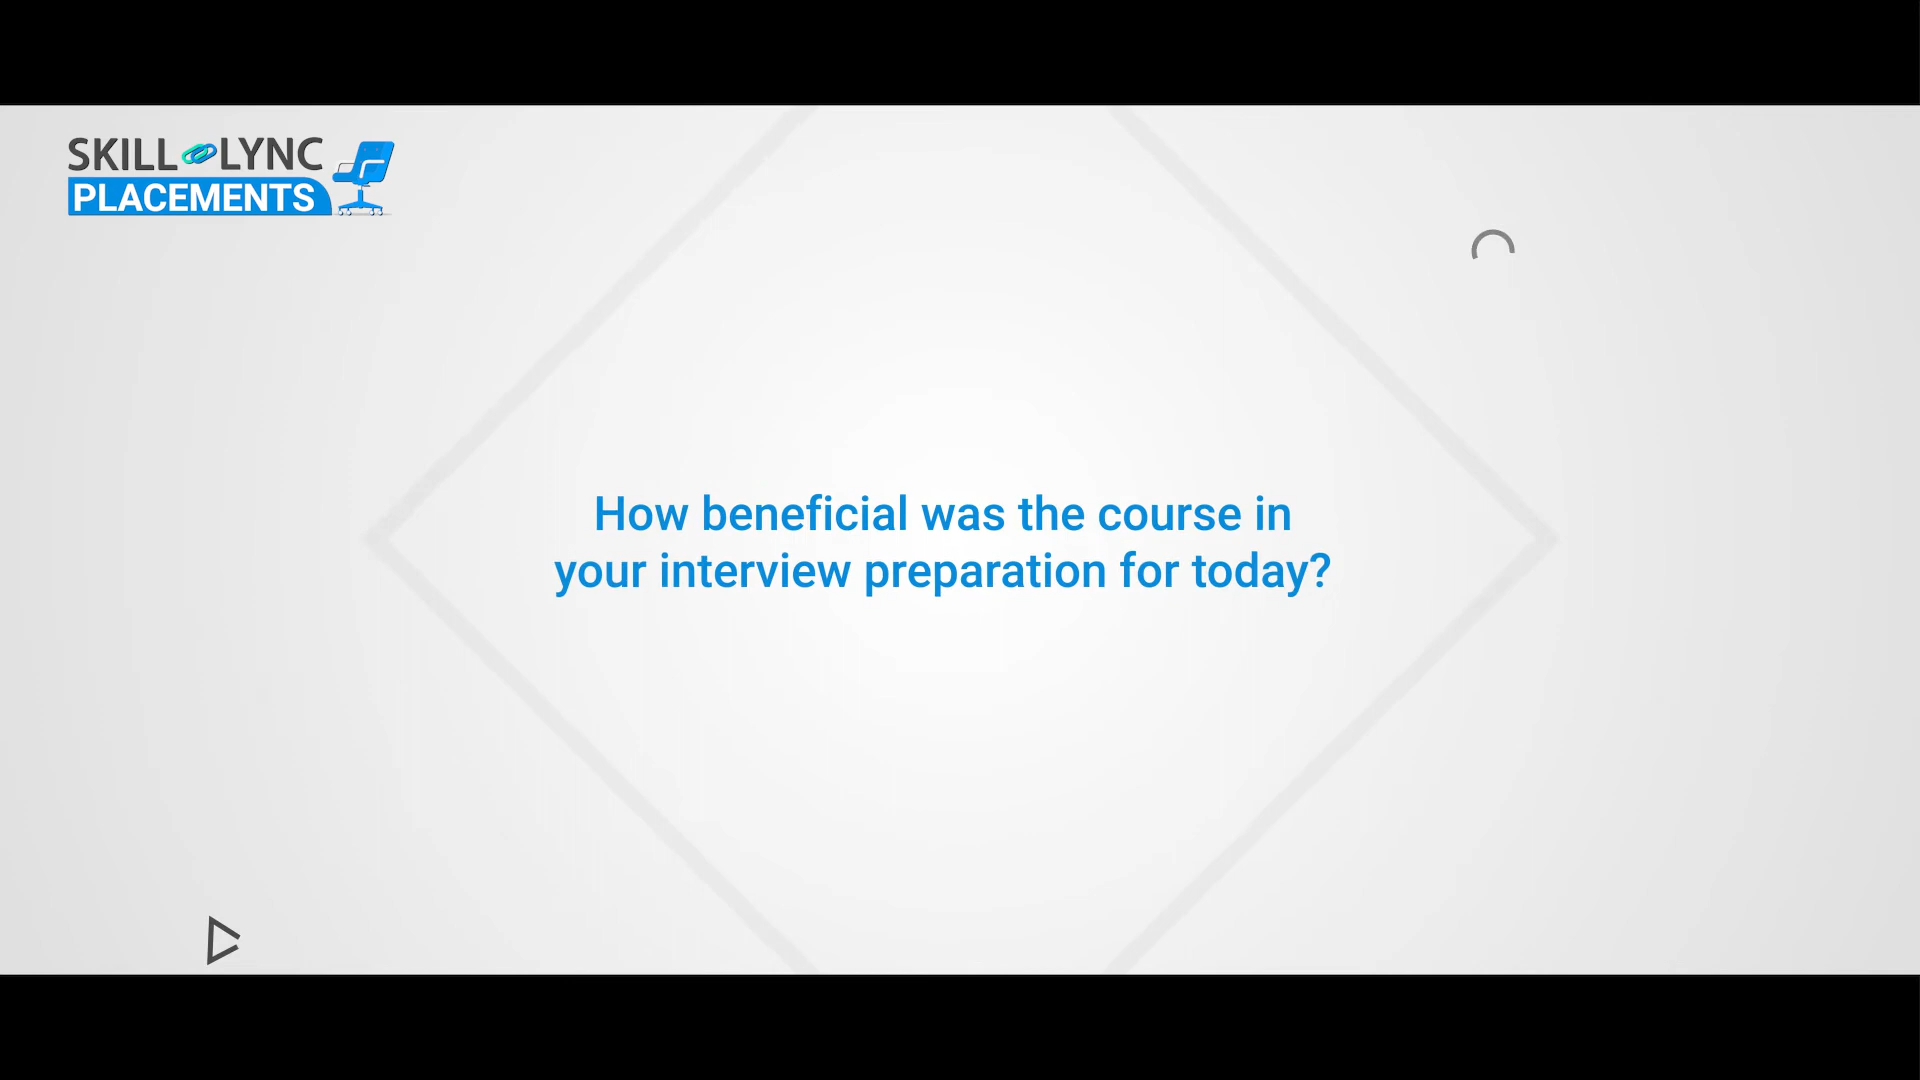 SKILL LYNC
PLACEMENTS
How beneficial was the course in
your interview preparation for today?